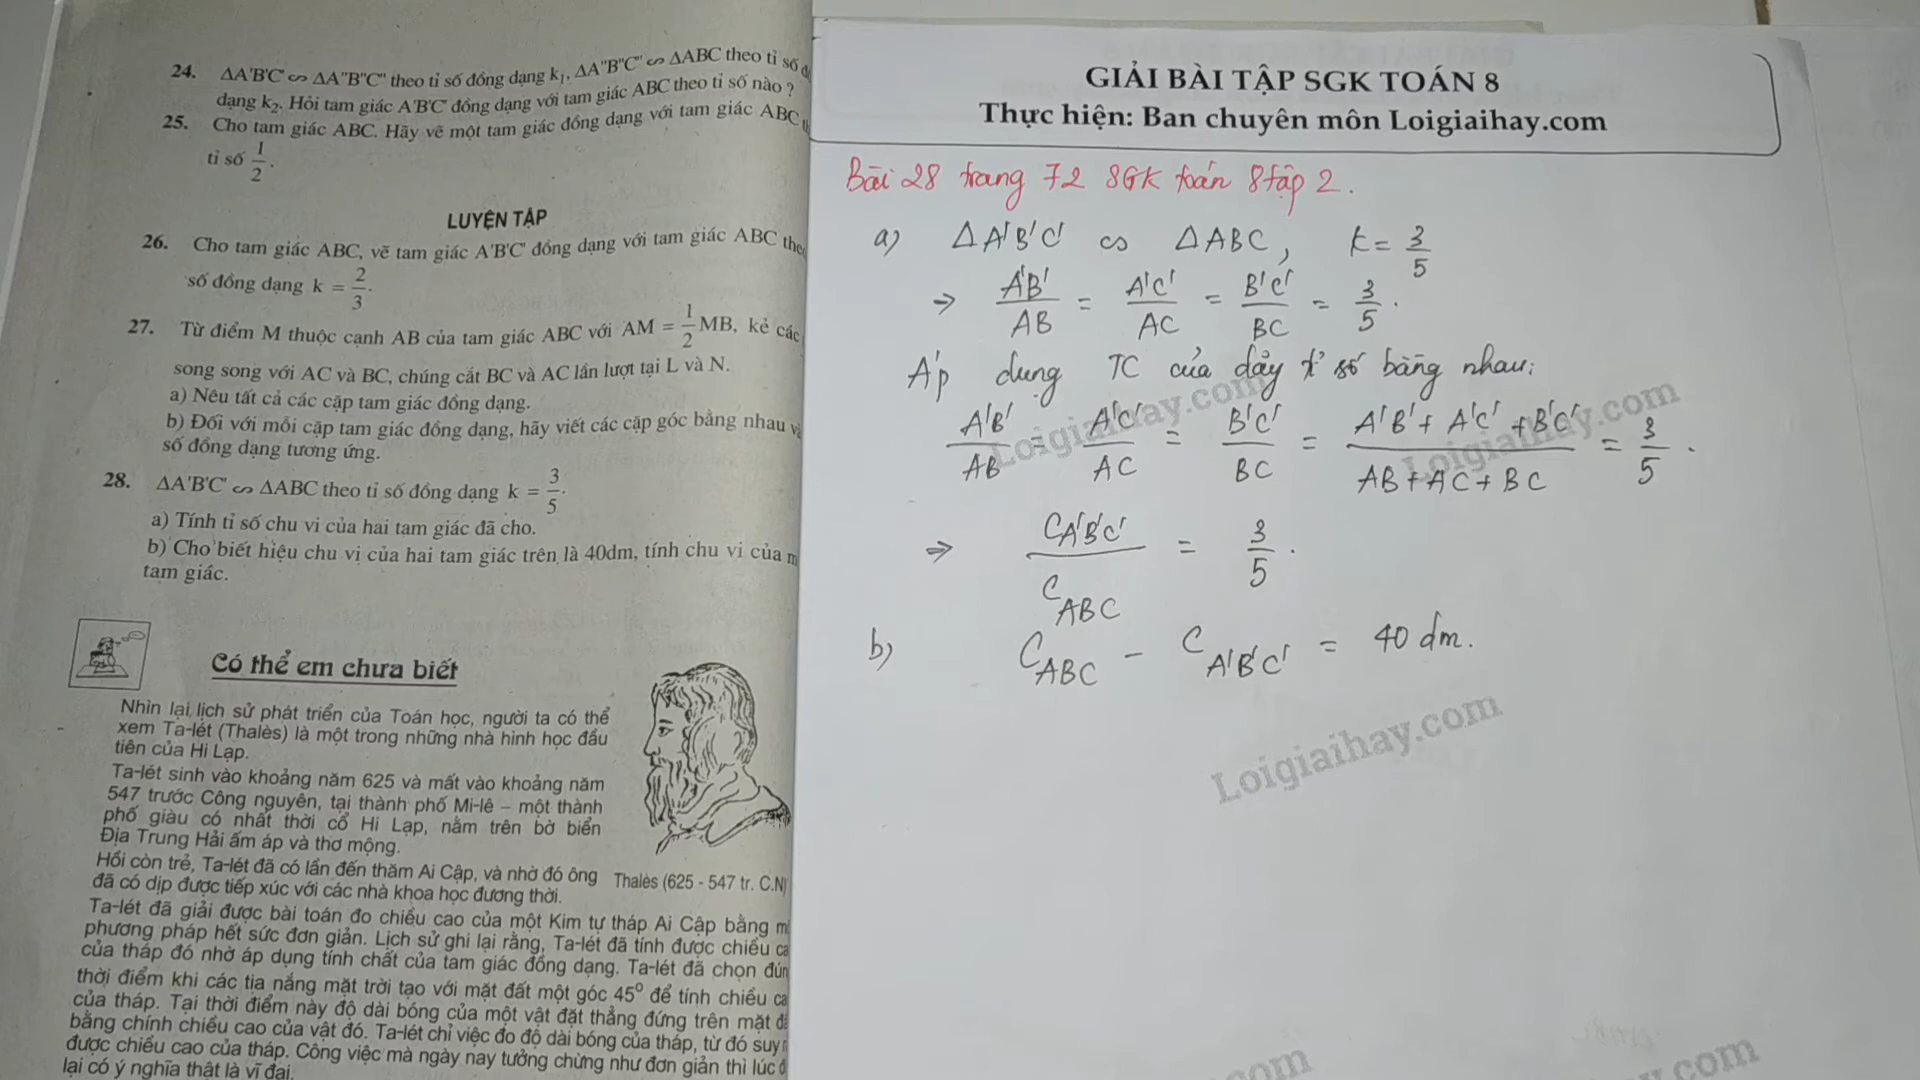 24. ΔA'B'C' ∽ ΔA"B"C" theo tỉ số đồng dạng k₁, ΔA"B"C" ∽ ΔABC theo tỉ số
dạng k₂. Hỏi tam giác A'B'C' đồng dạng với tam giác ABC theo tỉ số nào ?
25. Cho tam giác ABC. Hãy vẽ một tam giác đồng dạng với tam giác ABC
tỉ số 1/2.
LUYỆN TẬP
26. Cho tam giác ABC, vẽ tam giác A'B'C' đồng dạng với tam giác ABC
số đồng dạng k = 2/3.
27. Từ điểm M thuộc cạnh AB của tam giác ABC với AM = 1/2 MB, kẻ các
song song với AC và BC, chúng cắt BC và AC lần lượt tại L và N.
a) Nêu tất cả các cặp tam giác đồng dạng.
b) Đối với mỗi cặp tam giác đồng dạng, hãy viết các cặp góc bằng nhau
số đồng dạng tương ứng.
28. ΔA'B'C' ∽ ΔABC theo tỉ số đồng dạng k = 3/5.
a) Tính tỉ số chu vi của hai tam giác đã cho.
b) Cho biết hiệu chu vi của hai tam giác trên là 40dm, tính chu vi của
tam giác.
Có thể em chưa biết
Nhìn lại lịch sử phát triển của Toán học, người ta có thể
xem Ta-lét (Thalès) là một trong những nhà hình học đầu
tiên của Hi Lạp.
Ta-lét sinh vào khoảng năm 625 và mất vào khoảng năm
547 trước Công nguyên, tại thành phố Mi-lê – một thành
phố giàu có nhất thời cổ Hi Lạp, nằm trên bờ biển
Địa Trung Hải ấm áp và thơ mộng.
Hồi còn trẻ, Ta-lét đã có lần đến thăm Ai Cập, và nhờ đó ông
đã có dịp được tiếp xúc với các nhà khoa học đương thời.
Thalès (625 - 547 tr. C.N)
Ta-lét đã giải được bài toán đo chiều cao của một Kim tự tháp Ai Cập bằng
phương pháp hết sức đơn giản. Lịch sử ghi lại rằng, Ta-lét đã tính được chiều
của tháp đó nhờ áp dụng tính chất của tam giác đồng dạng. Ta-lét đã chọn
thời điểm khi các tia nắng mặt trời tạo với mặt đất một góc 45° để tính chiều
của tháp. Tại thời điểm này độ dài bóng của một vật đặt thẳng đứng trên mặt
bằng chính chiều cao của vật đó. Ta-lét chỉ việc đo độ dài bóng của tháp, từ đó suy
được chiều cao của tháp. Công việc mà ngày nay tưởng chừng như đơn giản thì lúc
lại có ý nghĩa thật là vĩ đại.
GIẢI BÀI TẬP SGK TOÁN 8
Thực hiện: Ban chuyên môn Loigiaihay.com
Bài 28 trang 72 SGK toán 8 tập 2.
a) ΔA'B'C' ∽ ΔABC, k = 3/5
⇒ A'B'/AB = A'C'/AC = B'C'/BC = 3/5.
Áp dụng TC của dãy tỉ số bằng nhau:
A'B'/AB = A'C'/AC = B'C'/BC = (A'B' + A'C' + B'C')/(AB + AC + BC) = 3/5.
⇒ C_A'B'C'/C_ABC = 3/5.
b) C_ABC − C_A'B'C' = 40 dm.
Loigiaihay.com
Loigiaihay.com
Loigiaihay.com
Loigiaihay.com